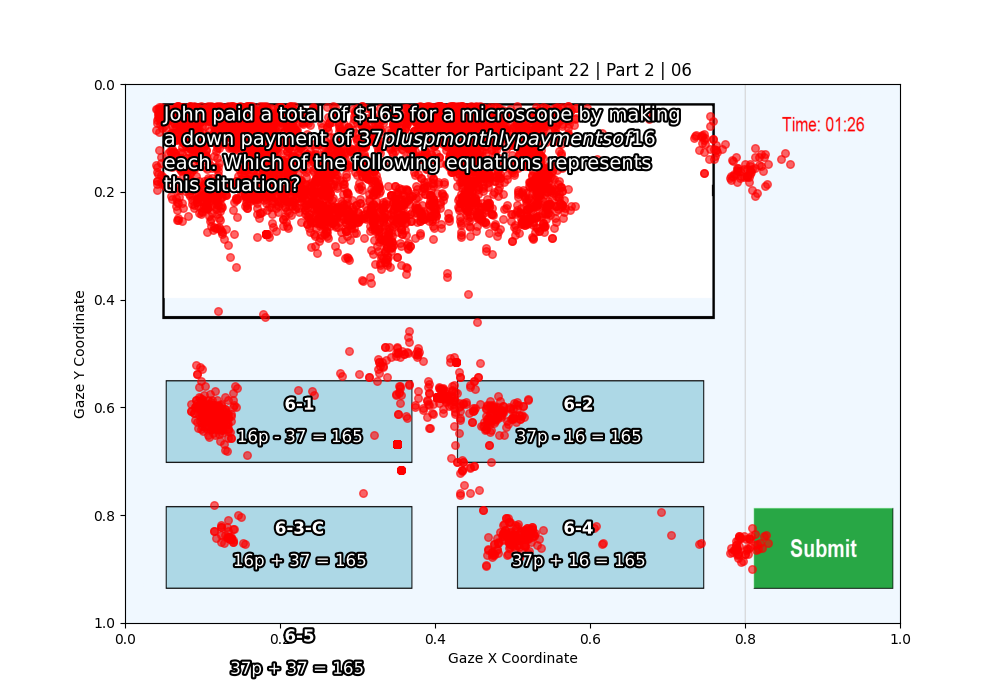 Gaze Scatter for Participant 22 | Part 2 | 06
John paid a total of $165 for a microscope by making
a down payment of 37pluspmonthlypaymentsof16
each. Which of the following equations represents
this situation?
Time: 01:26
6-1
16p - 37 = 165
6-2
37p - 16 = 165
6-3-C
16p + 37 = 165
6-4
37p + 16 = 165
Submit
6-5
37p + 37 = 165
Gaze X Coordinate
Gaze Y Coordinate
0.0
0.2
0.4
0.6
0.8
1.0
0.0
0.2
0.4
0.6
0.8
1.0